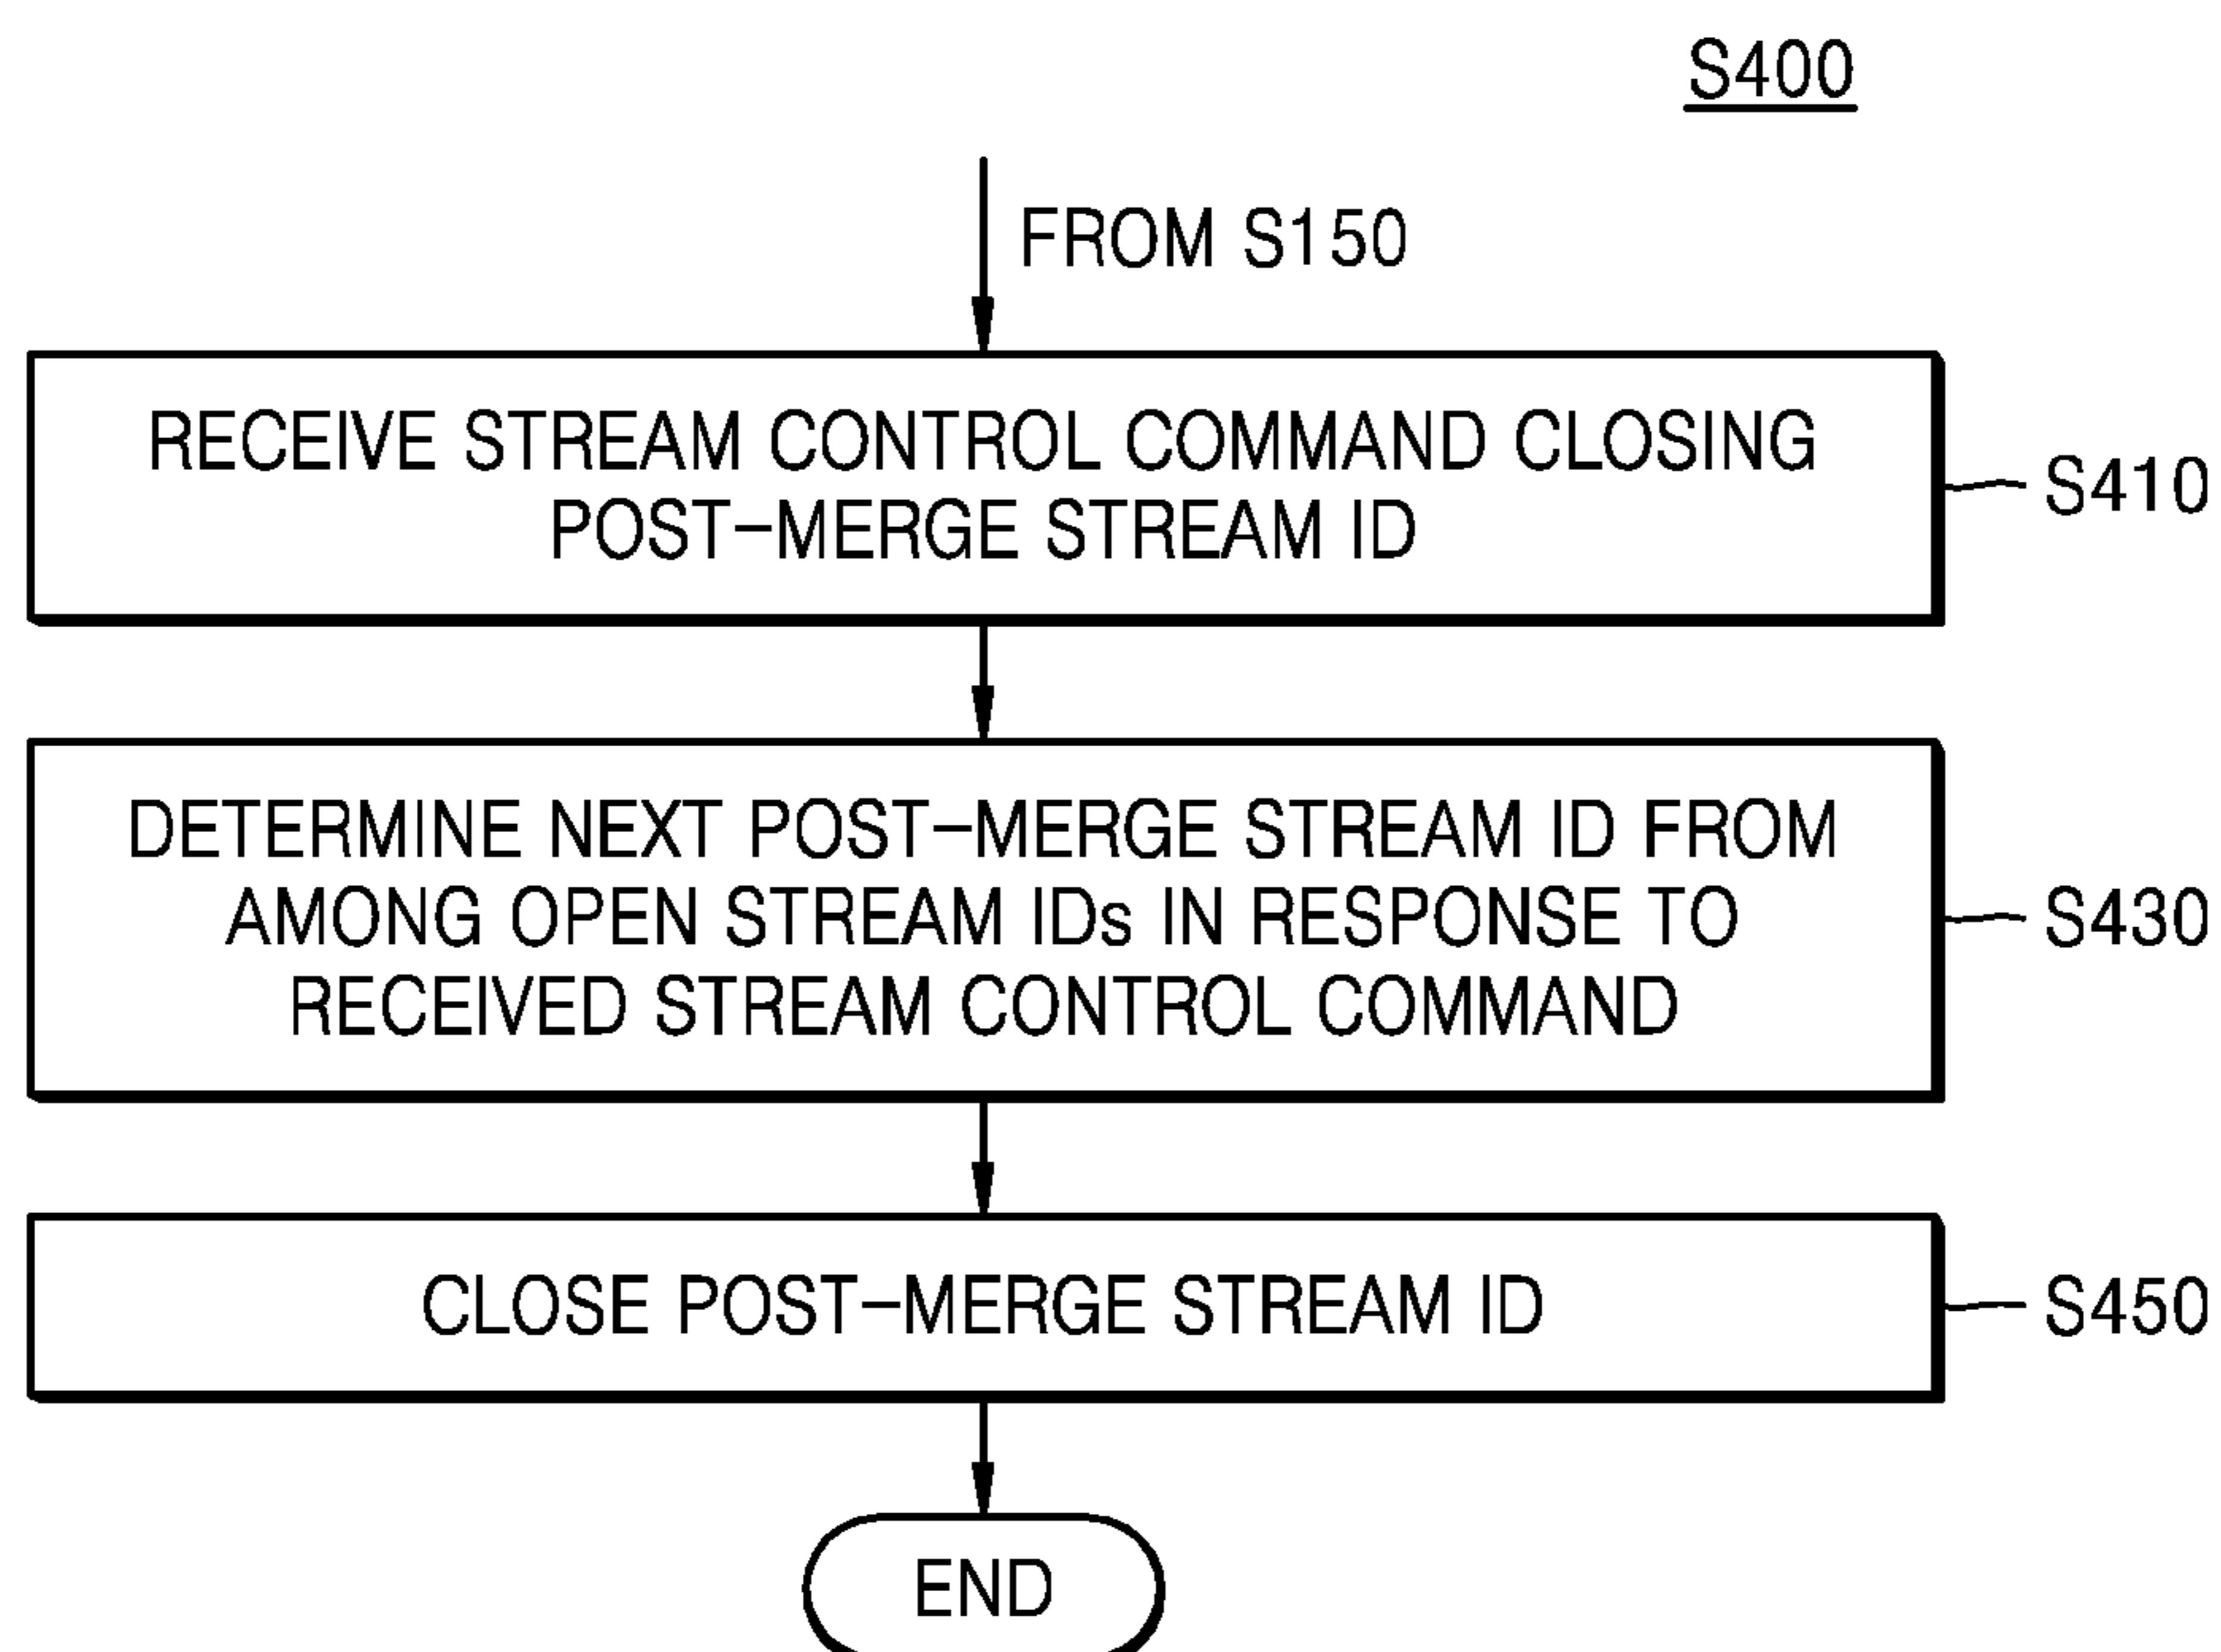 S400
FROM S150
RECEIVE STREAM CONTROL COMMAND CLOSING
POST-MERGE STREAM ID
S410
DETERMINE NEXT POST-MERGE STREAM ID FROM
AMONG OPEN STREAM IDs IN RESPONSE TO
RECEIVED STREAM CONTROL COMMAND
S430
CLOSE POST-MERGE STREAM ID
S450
END